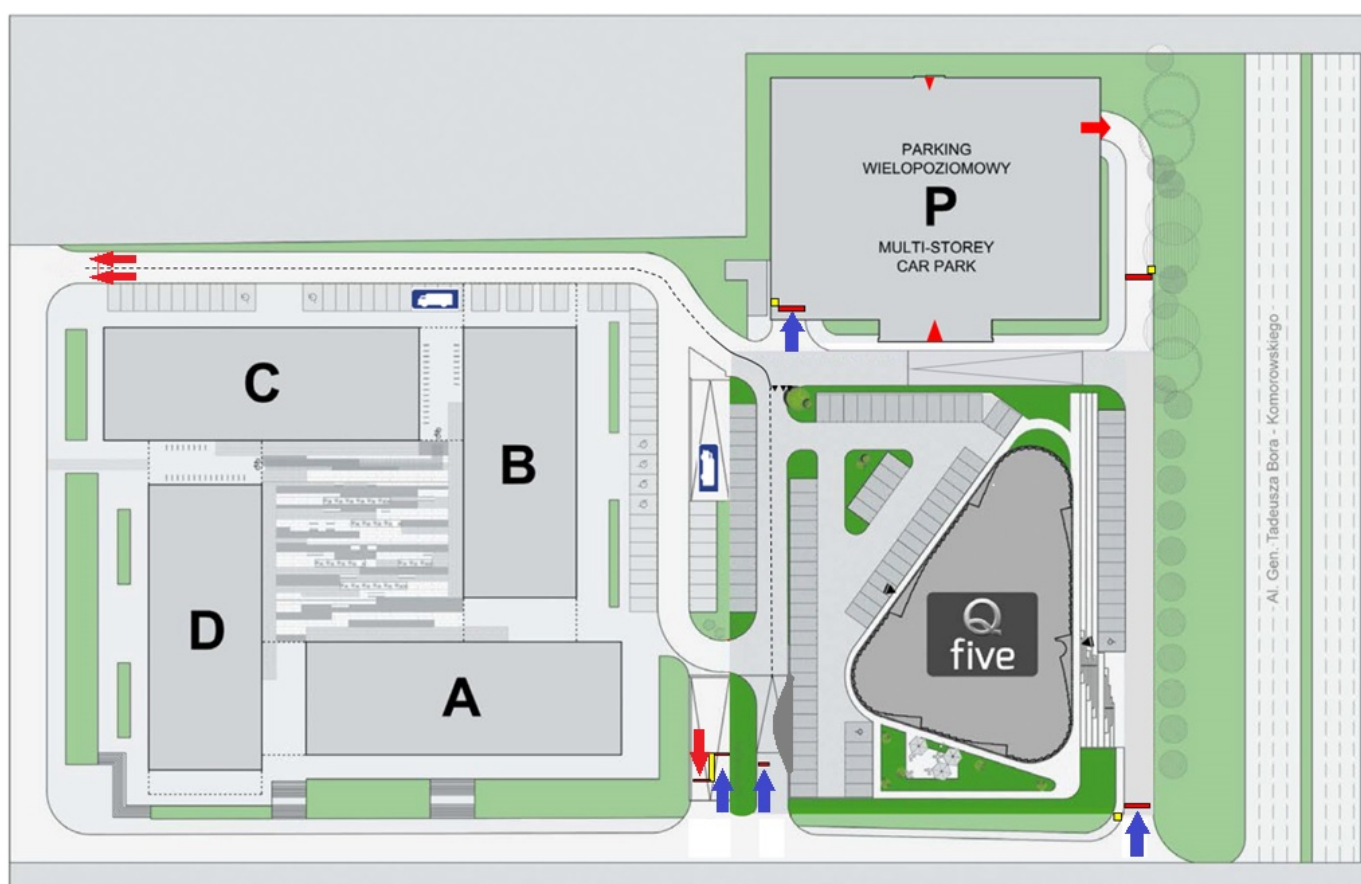 PARKING
WIELOPOZIOMOWY
P
MULTI-STOREY
CAR PARK
C
B
D
A
Q
five
Al. Gen. Tadeusza Bora - Komorowskiego